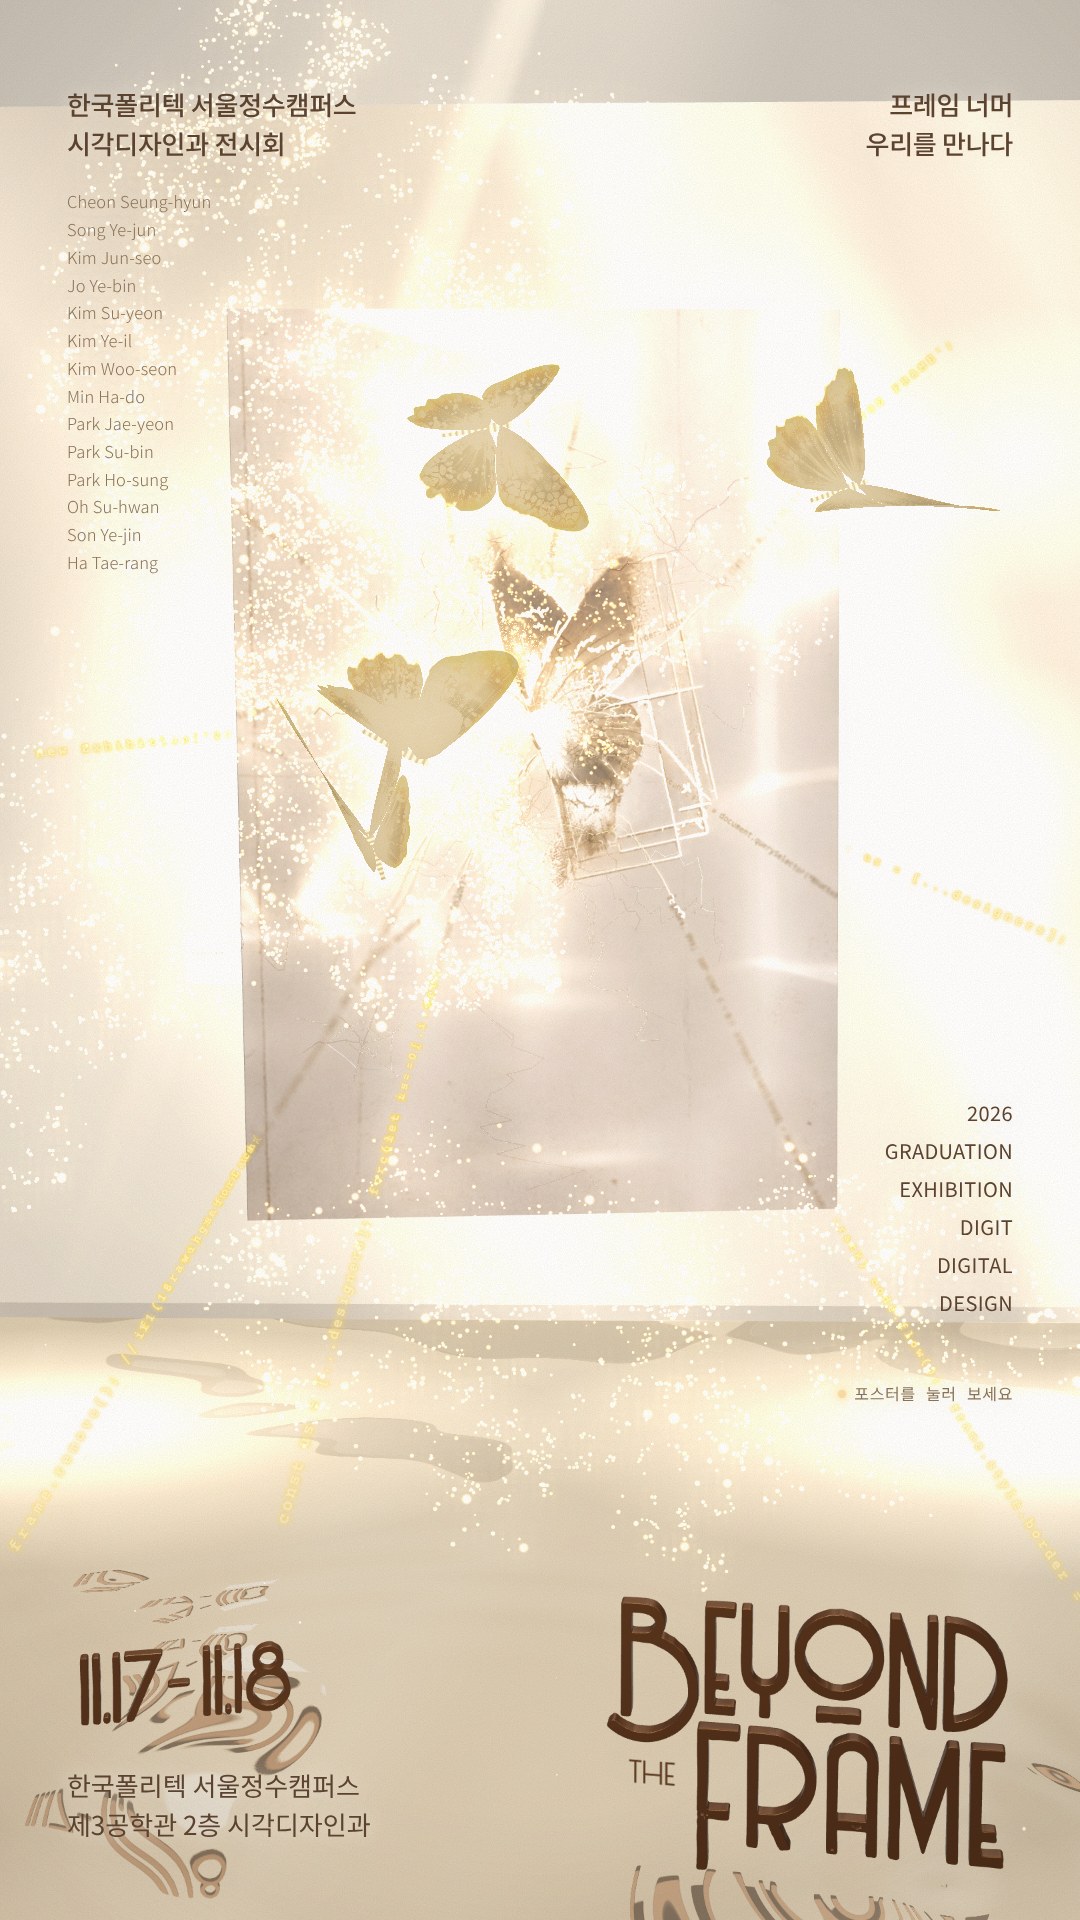 한국폴리텍 서울정수캠퍼스
시각디자인과 전시회
프레임 너머
우리를 만나다
Cheon Seung-hyun
Song Ye-jun
Kim Jun-seo
Jo Ye-bin
Kim Su-yeon
Kim Ye-il
Kim Woo-seon
Min Ha-do
Park Jae-yeon
Park Su-bin
Park Ho-sung
Oh Su-hwan
Son Ye-jin
Ha Tae-rang
2026
GRADUATION
EXHIBITION
DIGIT
DIGITAL
DESIGN
포스터를 눌러 보세요
11.17-11.18
한국폴리텍 서울정수캠퍼스
제3공학관 2층 시각디자인과
BEYOND
THE FRAME